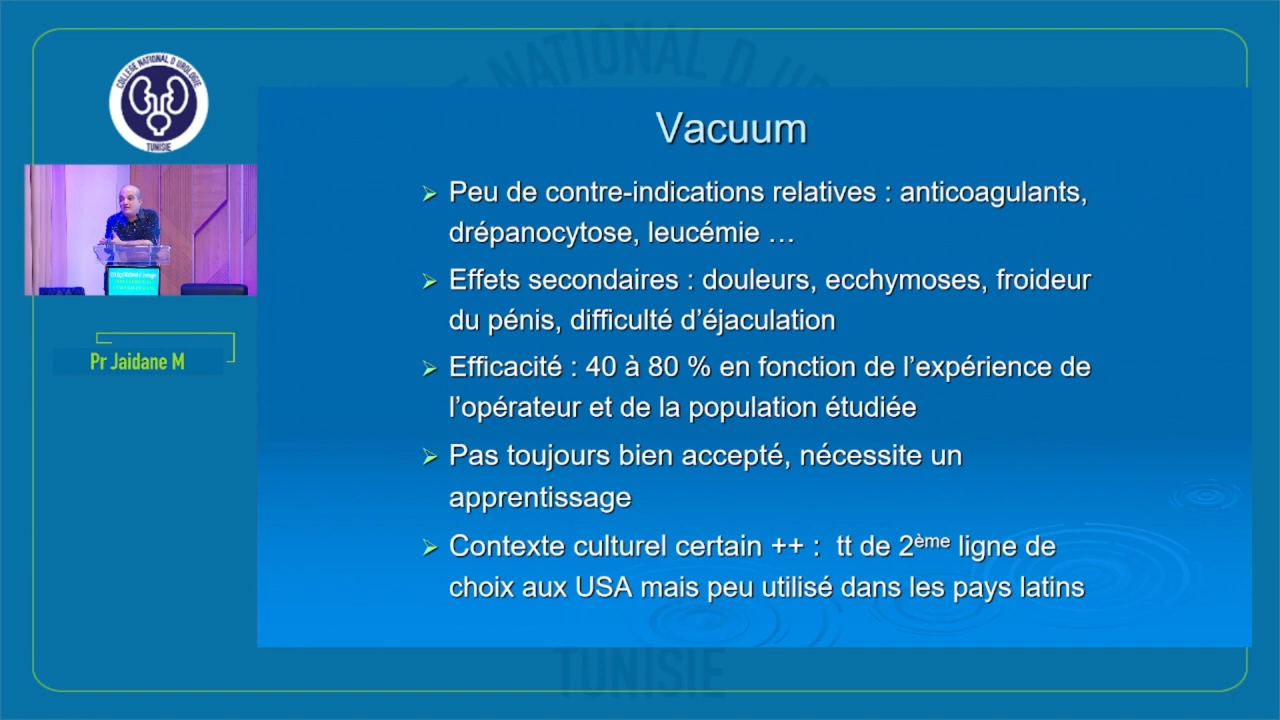 NATIONAL D
COLLÈGE NATIONAL D UROLOGIE
TUNISIE
Vacuum
Peu de contre-indications relatives : anticoagulants,
drépanocytose, leucémie …
Effets secondaires : douleurs, ecchymoses, froideur
du pénis, difficulté d’éjaculation
Efficacité : 40 à 80 % en fonction de l’expérience de
l’opérateur et de la population étudiée
Pas toujours bien accepté, nécessite un
apprentissage
Contexte culturel certain ++ : tt de 2ème ligne de
choix aux USA mais peu utilisé dans les pays latins
Pr Jaidane M
TUNISIE